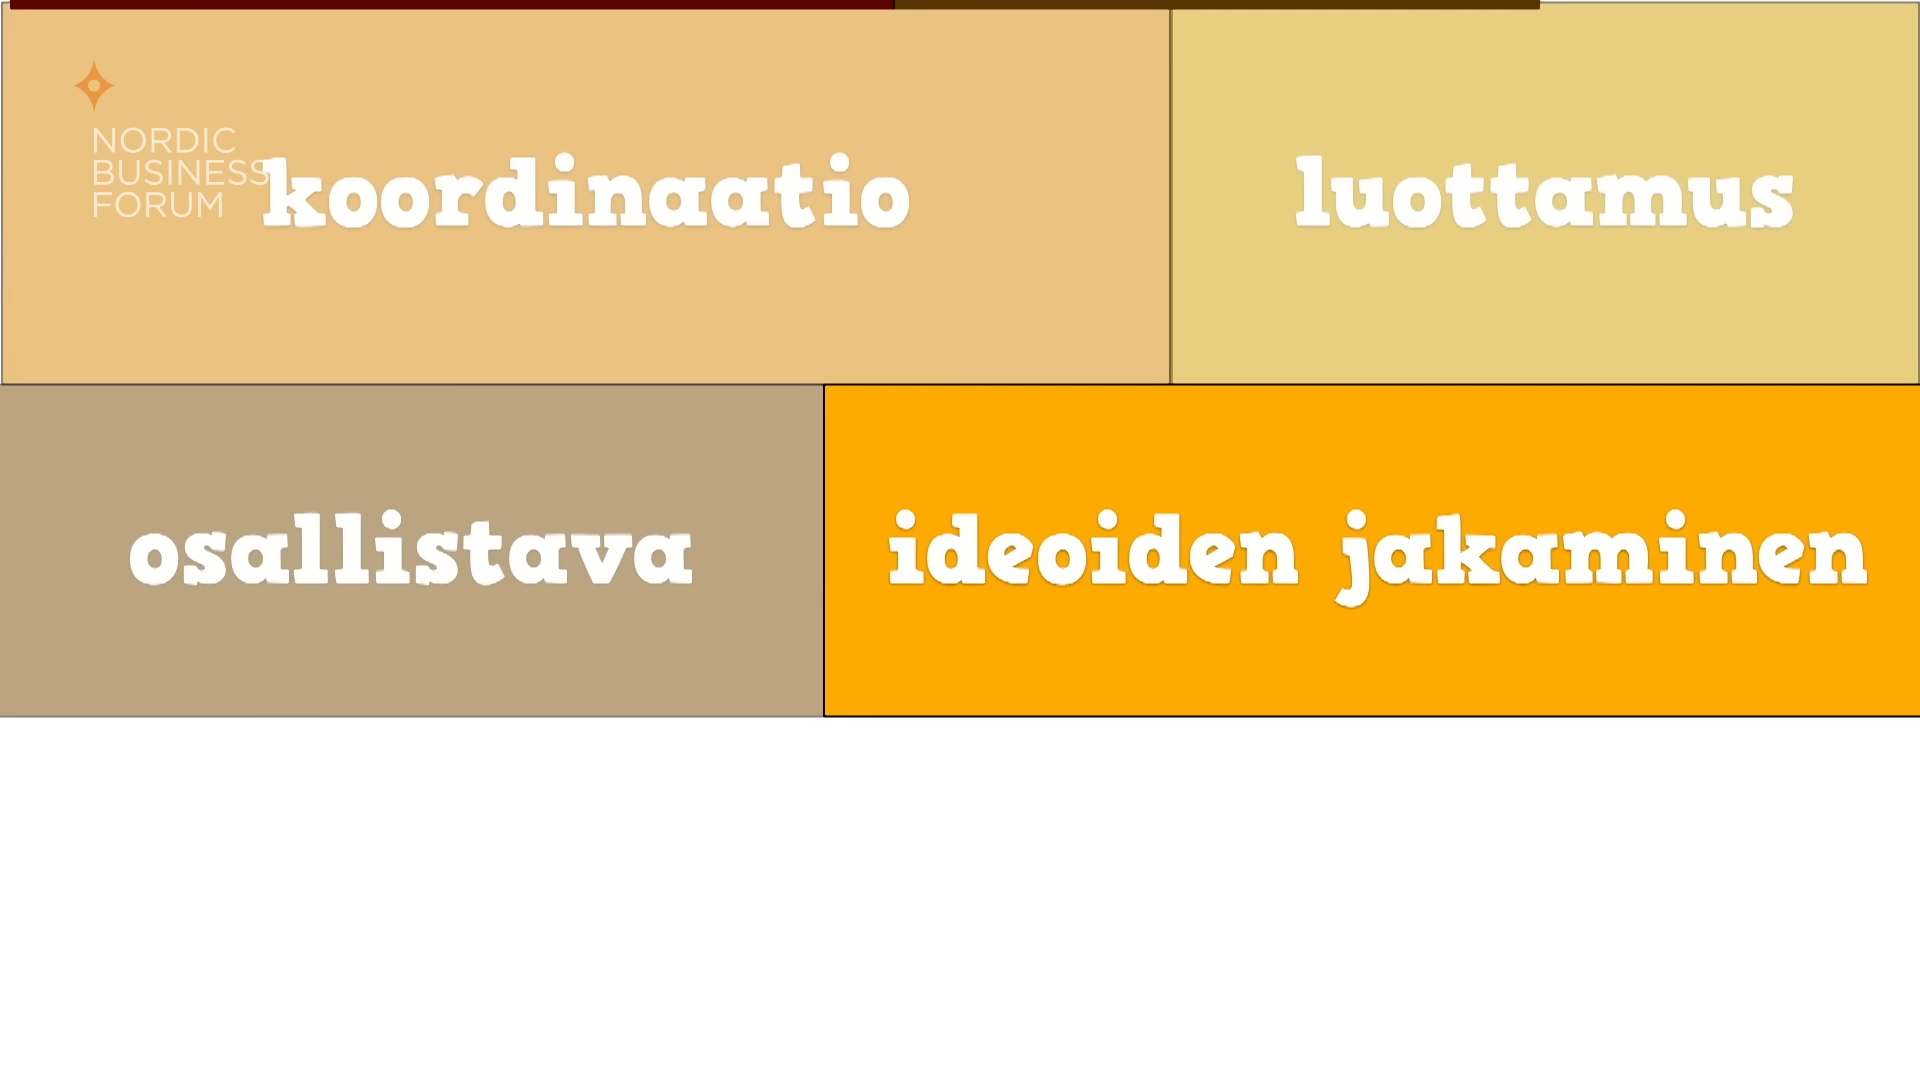 NORDIC
BUSINESS
FORUM
koordinaatio
luottamus
osallistava
ideoiden jakaminen